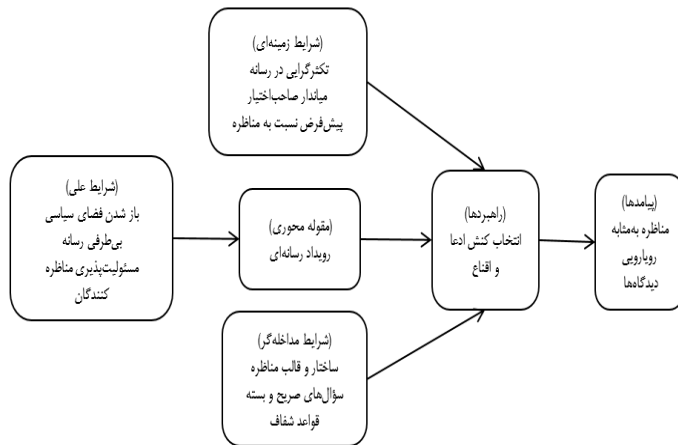 (شرایط زمینه‌ای)
تکثرگرایی در رسانه
میاندار صاحب‌اختیار
پیش‌فرض نسبت به مناظره
(شرایط علی)
باز شدن فضای سیاسی
بی‌طرفی رسانه
مسئولیت‌پذیری مناظره
کنندگان
(مقوله محوری)
رویداد رسانه‌ای
(راهبردها)
انتخاب کنش ادعا
و اقناع
(پیامدها)
مناظره به‌مثابه
رویارویی
دیدگاه‌ها
(شرایط مداخله‌گر)
ساختار و قالب مناظره
سؤال‌های صریح و بسته
قواعد شفاف